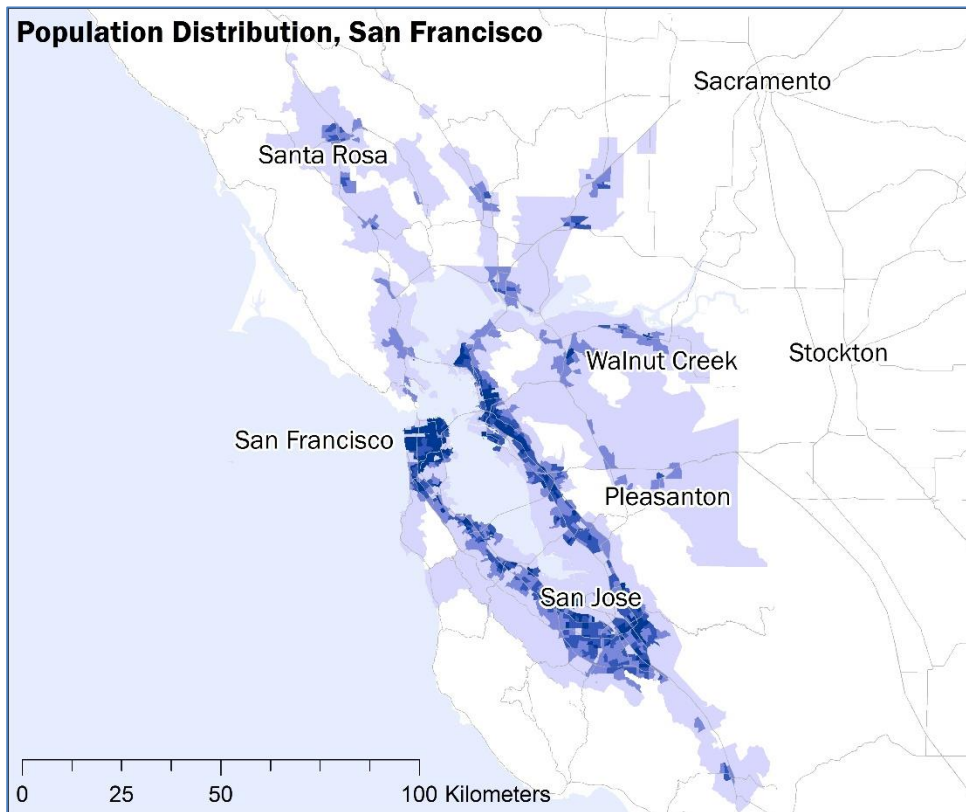 Population Distribution, San Francisco
Sacramento
Santa Rosa
Walnut Creek
Stockton
San Francisco
Pleasanton
San Jose
0 25 50 100 Kilometers